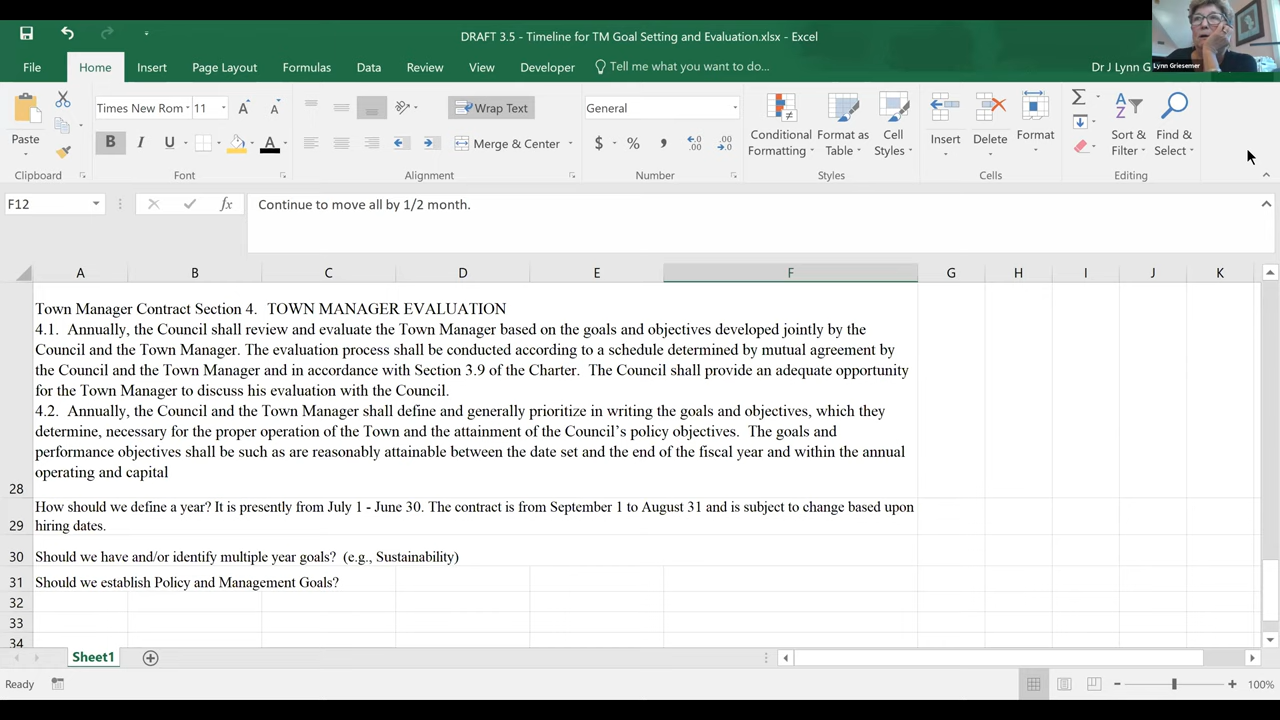 DRAFT 3.5 - Timeline for TM Goal Setting and Evaluation.xlsx - Excel
Lynn Griesemer
File
Home
Insert
Page Layout
Formulas
Data
Review
View
Developer
Tell me what you want to do...
Dr J Lynn G
Paste
Times New Rom
11
A
A
B
I
U
A
Wrap Text
Merge & Center
General
$
%
,
Conditional Formatting
Format as Table
Cell Styles
Insert
Delete
Format
Sort & Filter
Find & Select
Clipboard
Font
Alignment
Number
Styles
Cells
Editing
F12
fx
Continue to move all by 1/2 month.
A B C D E F G H I J K
Town Manager Contract Section 4. TOWN MANAGER EVALUATION
4.1. Annually, the Council shall review and evaluate the Town Manager based on the goals and objectives developed jointly by the
Council and the Town Manager. The evaluation process shall be conducted according to a schedule determined by mutual agreement by
the Council and the Town Manager and in accordance with Section 3.9 of the Charter. The Council shall provide an adequate opportunity
for the Town Manager to discuss his evaluation with the Council.
4.2. Annually, the Council and the Town Manager shall define and generally prioritize in writing the goals and objectives, which they
determine, necessary for the proper operation of the Town and the attainment of the Council's policy objectives. The goals and
performance objectives shall be such as are reasonably attainable between the date set and the end of the fiscal year and within the annual
operating and capital
28
How should we define a year? It is presently from July 1 - June 30. The contract is from September 1 to August 31 and is subject to change based upon
29 hiring dates.
30 Should we have and/or identify multiple year goals? (e.g., Sustainability)
31 Should we establish Policy and Management Goals?
32
33
34
Sheet1
Ready
100%